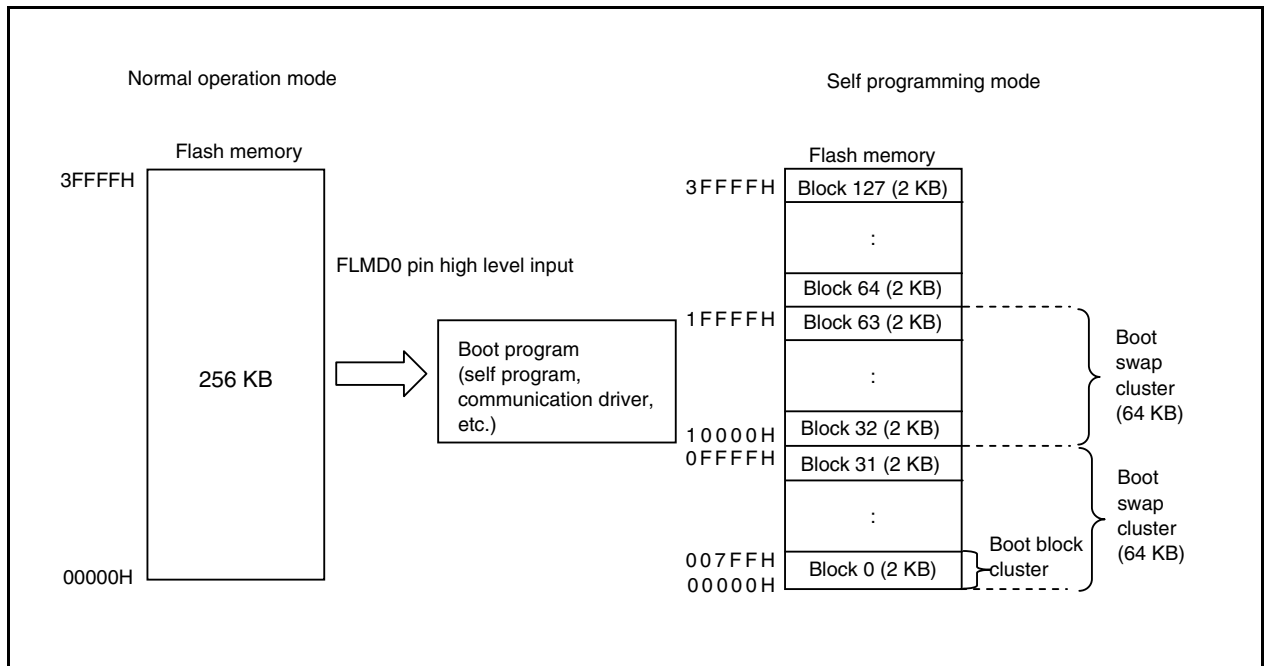 Normal operation mode
Flash memory
3FFFFH
256 KB
00000H
FLMD0 pin high level input
Boot program
(self program,
communication driver,
etc.)
Self programming mode
Flash memory
3FFFFH
Block 127 (2 KB)
:
Block 64 (2 KB)
1FFFFH
Block 63 (2 KB)
:
10000H
Block 32 (2 KB)
0FFFFH
Block 31 (2 KB)
:
007FFH
Block 0 (2 KB)
00000H
Boot block
cluster
Boot
swap
cluster
(64 KB)
Boot
swap
cluster
(64 KB)